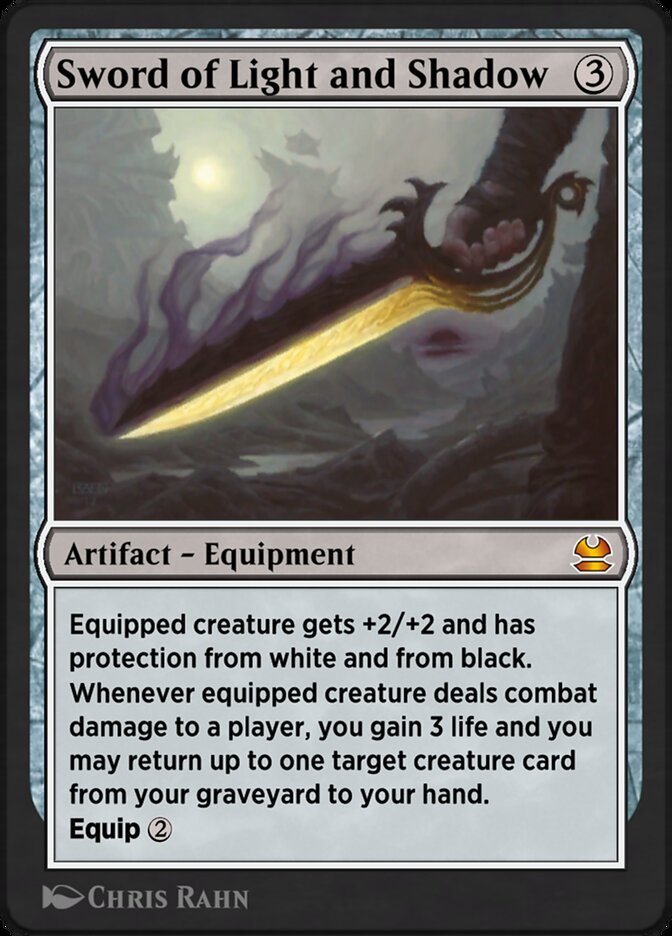 Sword of Light and Shadow 3
Artifact – Equipment
Equipped creature gets +2/+2 and has
protection from white and from black.
Whenever equipped creature deals combat
damage to a player, you gain 3 life and you
may return up to one target creature card
from your graveyard to your hand.
Equip 2
Chris Rahn